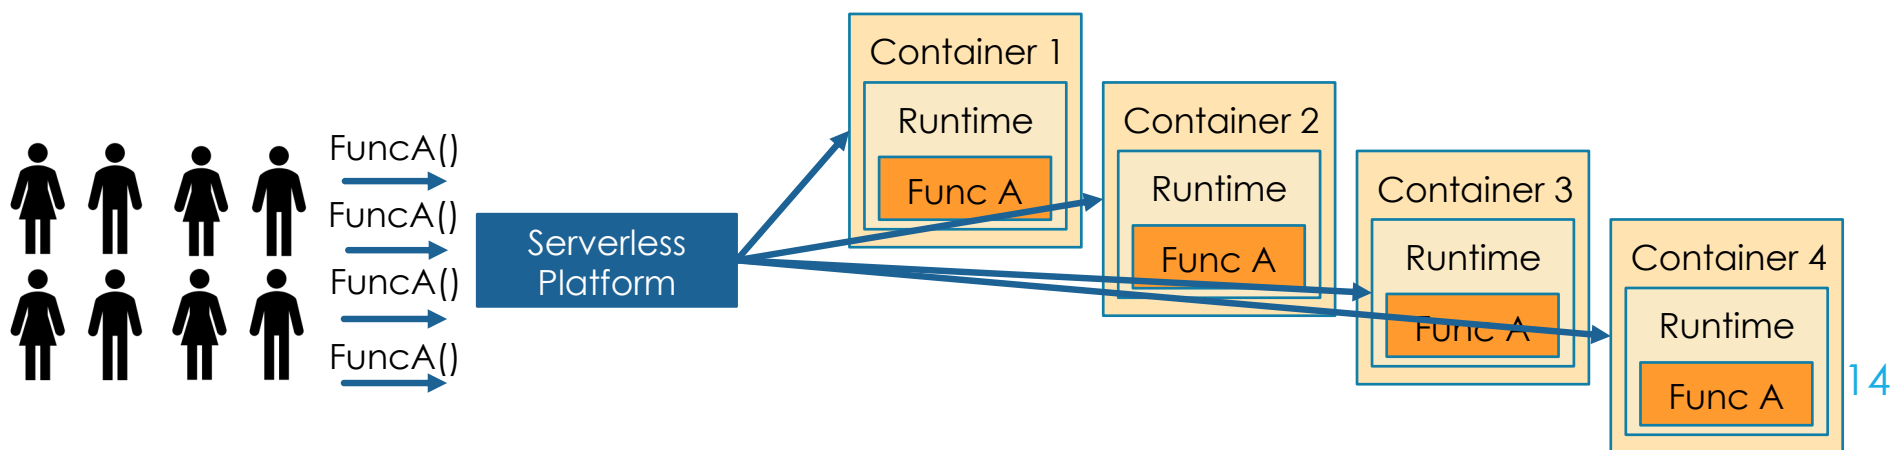 FuncA()
FuncA()
FuncA()
FuncA()
Serverless
Platform
Container 1
Runtime
Func A
Container 2
Runtime
Func A
Container 3
Runtime
Func A
Container 4
Runtime
Func A
14